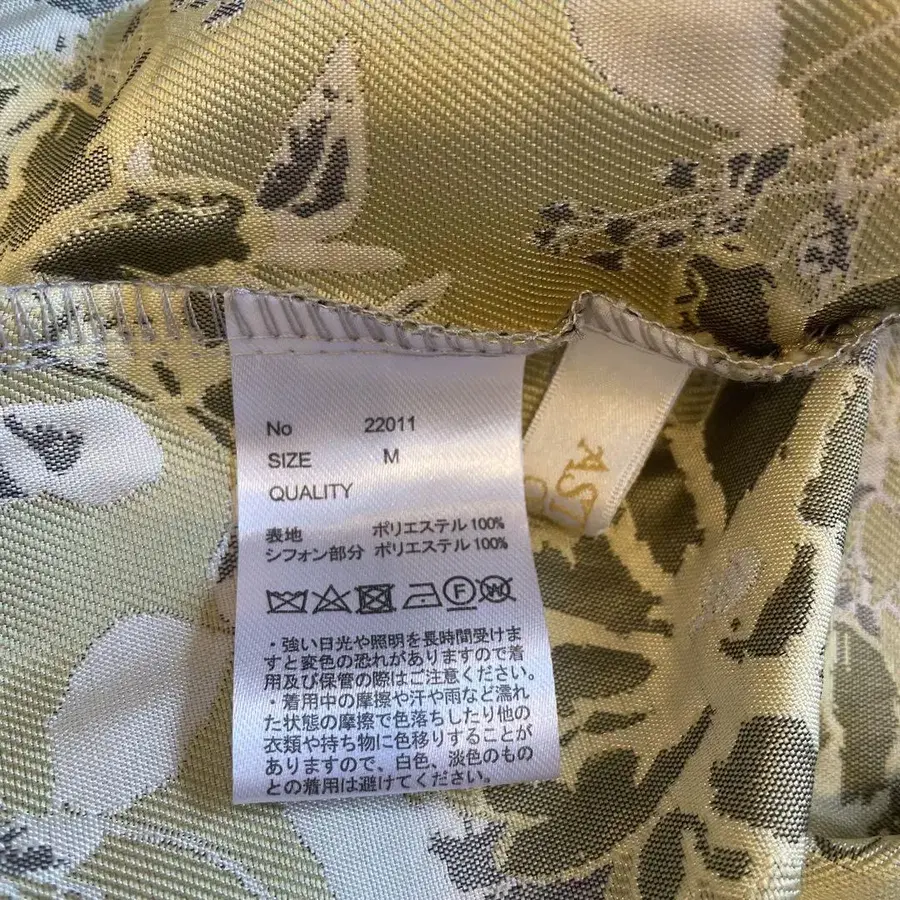 No 22011
SIZE M
QUALITY
表地 ポリエステル100%
シフォン部分 ポリエステル100%
F W
・強い日光や照明を長時間受けま
すと変色の恐れがありますので着
用及び保管の際はご注意ください。
・着用中の摩擦や汗や雨など濡れ
た状態の摩擦で色落ちしたり他の
衣類や持ち物に色移りすることが
ありますので、白色、淡色のもの
との着用は避けてください。